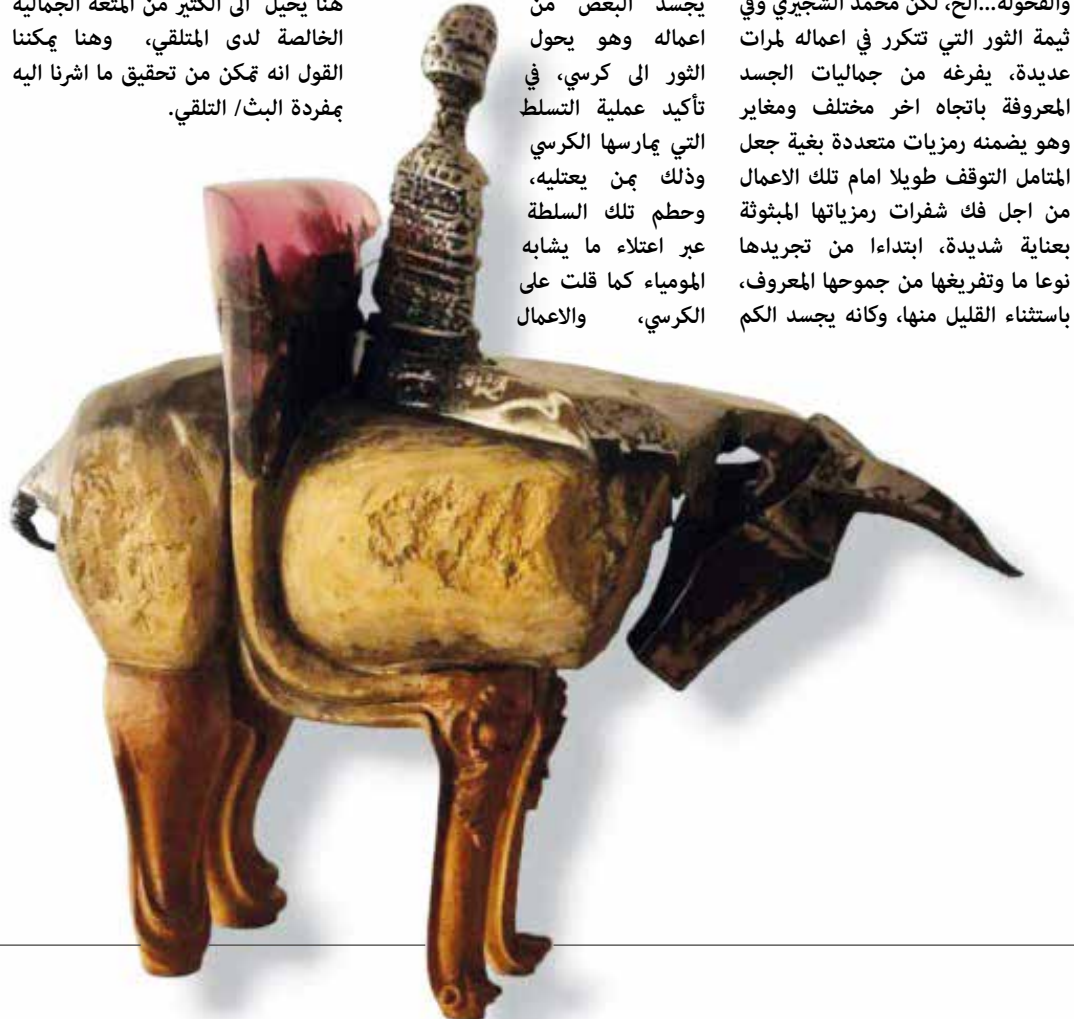 والفحولة...الخ، لكن محمد الشجيري وفي
ثيمة الثور التي تتكرر في اعماله لمرات
عديدة، يفرغه من جماليات الجسد
المعروفة باتجاه اخر مختلف ومغاير
وهو يضمنه رمزيات متعددة بغية جعل
المتامل التوقف طويلا امام تلك الاعمال
من اجل فك شفرات رمزياتها المبثوثة
بعناية شديدة، ابتداءا من تجريدها
نوعا ما وتفريغها من جموحها المعروف،
باستثناء القليل منها، وكانه يجسد الكم
يجسد البعض من
اعماله وهو يحول
الثور الى كرسي، في
تأكيد عملية التسلط
التي يمارسها الكرسي
وذلك بمن يعتليه،
وحطم تلك السلطة
عبر اعتلاء ما يشابه
المومياء كما قلت على
الكرسي، والاعمال
هنا يحيل الى الكثير من المتعة الجمالية
الخالصة لدى المتلقي، وهنا يمكننا
القول انه تمكن من تحقيق ما اشرنا اليه
بمفردة البث/ التلقي.